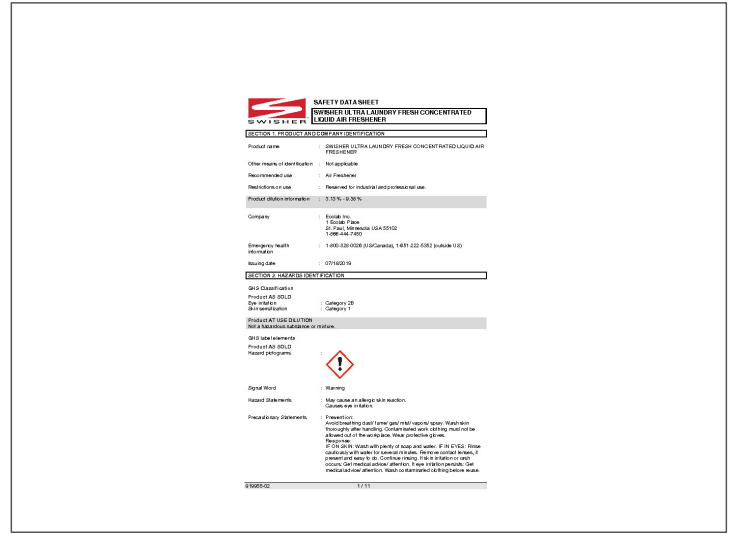 SAFETY DATA SHEET
SWISHER ULTRA LAUNDRY FRESH CONCENTRATED
LIQUID AIR FRESHENER
SWISHER
SECTION 1. PRODUCT AND COMPANY IDENTIFICATION
Product name : SWISHER ULTRA LAUNDRY FRESH CONCENTRATED LIQUID AIR
FRESHENER
Other means of identification : Not applicable
Recommended use : Air Freshener
Restrictions on use : Reserved for industrial and professional use.
Product dilution information : 3.13 % - 9.38 %
Company : Ecolab Inc.
1 Ecolab Place
St. Paul, Minnesota USA 55102
1-866-444-7450
Emergency health : 1-800-328-0026 (US/Canada), 1-651-222-5352 (outside US)
information
Issuing date : 07/18/2019
SECTION 2. HAZARDS IDENTIFICATION
GHS Classification
Product AS SOLD
Eye irritation : Category 2B
Skin sensitization : Category 1
Product AT USE DILUTION
Not a hazardous substance or mixture.
GHS label elements
Product AS SOLD
Hazard pictograms :
Signal Word : Warning
Hazard Statements : May cause an allergic skin reaction.
Causes eye irritation.
Precautionary Statements : Prevention:
Avoid breathing dust/ fume/ gas/ mist/ vapors/ spray. Wash skin
thoroughly after handling. Contaminated work clothing must not be
allowed out of the workplace. Wear protective gloves.
Response:
IF ON SKIN: Wash with plenty of soap and water. IF IN EYES: Rinse
cautiously with water for several minutes. Remove contact lenses, if
present and easy to do. Continue rinsing. If skin irritation or rash
occurs: Get medical advice/ attention. If eye irritation persists: Get
medical advice/ attention. Wash contaminated clothing before reuse.
919956-02 1 / 11